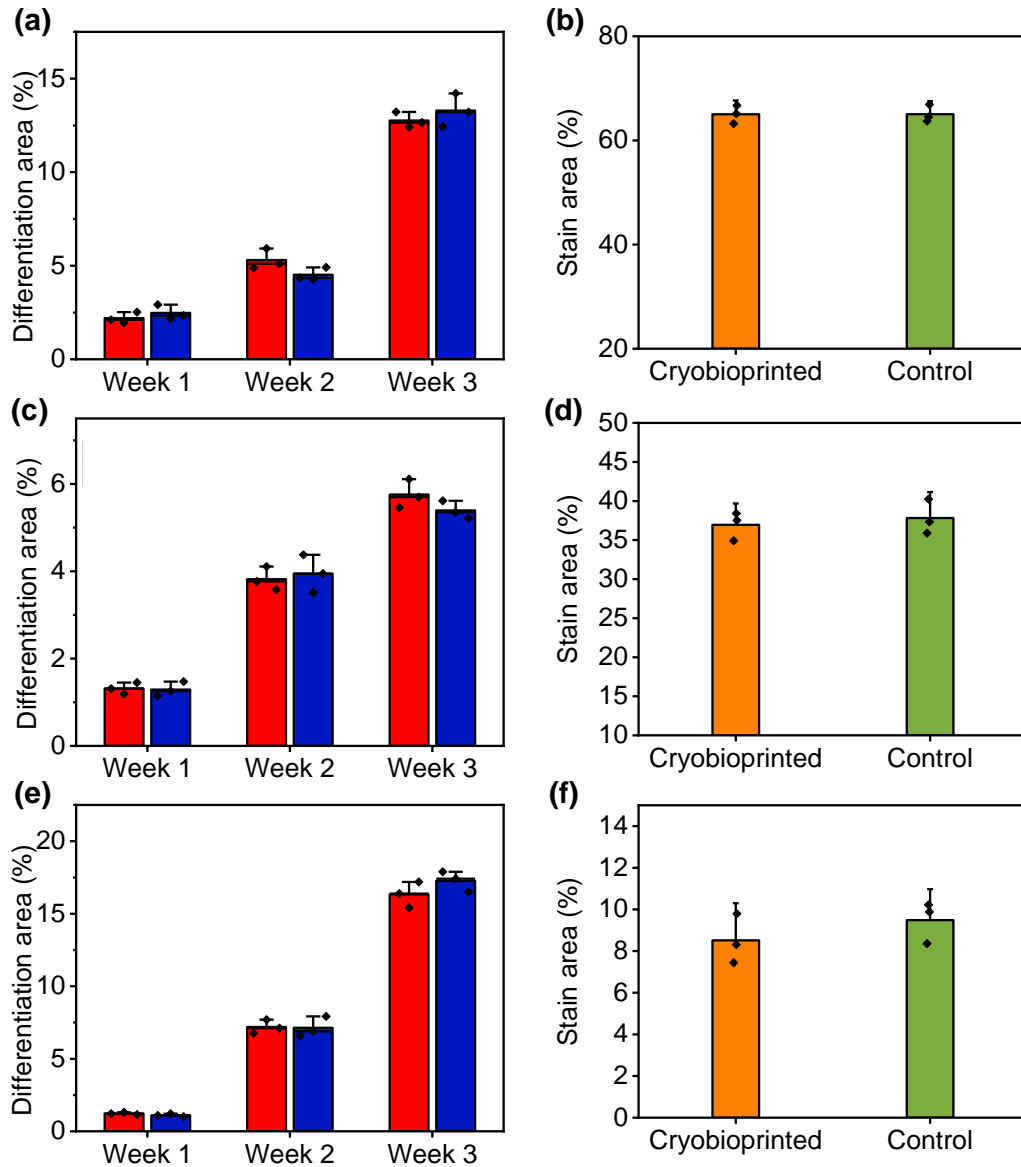 (a)
Differentiation area (%)
15
10
5
0
Week 1 Week 2 Week 3
(b)
Stain area (%)
80
60
40
20
Cryobioprinted Control
(c)
Differentiation area (%)
6
4
2
0
Week 1 Week 2 Week 3
(d)
Stain area (%)
50
45
40
35
30
25
20
15
10
Cryobioprinted Control
(e)
Differentiation area (%)
20
15
10
5
0
Week 1 Week 2 Week 3
(f)
Stain area (%)
14
12
10
8
6
4
2
0
Cryobioprinted Control